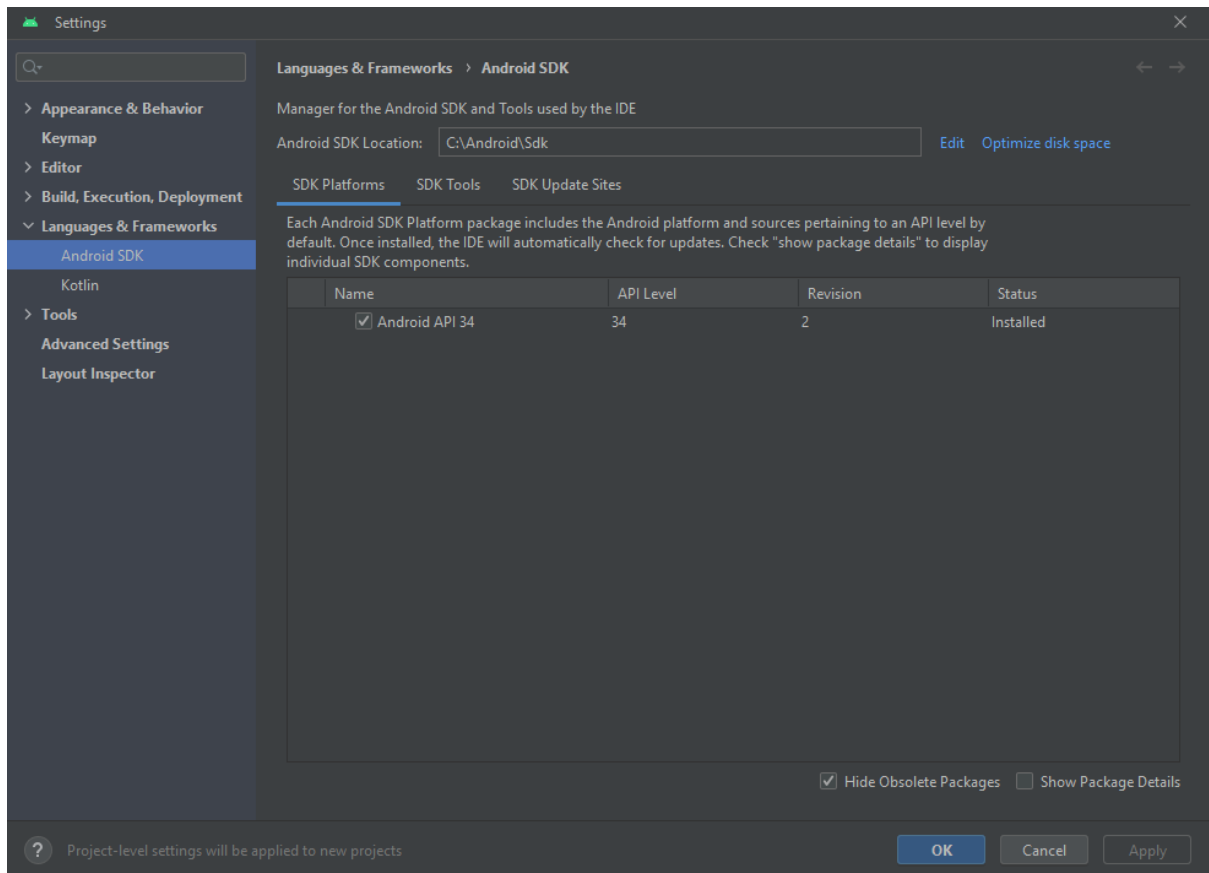 Settings
Languages & Frameworks › Android SDK
Appearance & Behavior
Keymap
Editor
Build, Execution, Deployment
Languages & Frameworks
Android SDK
Kotlin
Tools
Advanced Settings
Layout Inspector
Manager for the Android SDK and Tools used by the IDE
Android SDK Location: C:\Android\Sdk Edit Optimize disk space
SDK Platforms SDK Tools SDK Update Sites
Each Android SDK Platform package includes the Android platform and sources pertaining to an API level by
default. Once installed, the IDE will automatically check for updates. Check "show package details" to display
individual SDK components.
Name API Level Revision Status
Android API 34 34 2 Installed
Hide Obsolete Packages Show Package Details
? Project-level settings will be applied to new projects
OK Cancel Apply